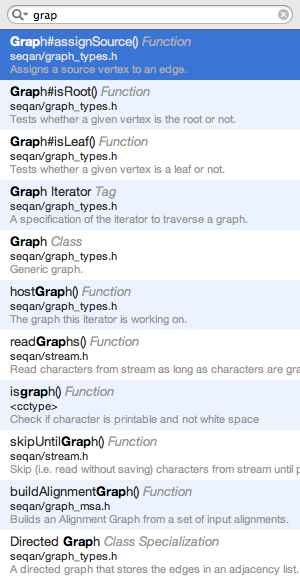 grap
Graph#assignSource() Function
seqan/graph_types.h
Assigns a source vertex to an edge.
Graph#isRoot() Function
seqan/graph_types.h
Tests whether a given vertex is the root or not.
Graph#isLeaf() Function
seqan/graph_types.h
Tests whether a given vertex is a leaf or not.
Graph Iterator Tag
seqan/graph_types.h
A specification of the iterator to traverse a graph.
Graph Class
seqan/graph_types.h
Generic graph.
hostGraph() Function
seqan/graph_types.h
The graph this iterator is working on.
readGraphs() Function
seqan/stream.h
Read characters from stream as long as characters are gra
isgraph() Function
<cctype>
Check if character is printable and not white space
skipUntilGraph() Function
seqan/stream.h
Skip (i.e. read without saving) characters from stream until p
buildAlignmentGraph() Function
seqan/graph_msa.h
Builds an Alignment Graph from a set of input alignments.
Directed Graph Class Specialization
seqan/graph_types.h
A directed graph that stores the edges in an adjacency list.